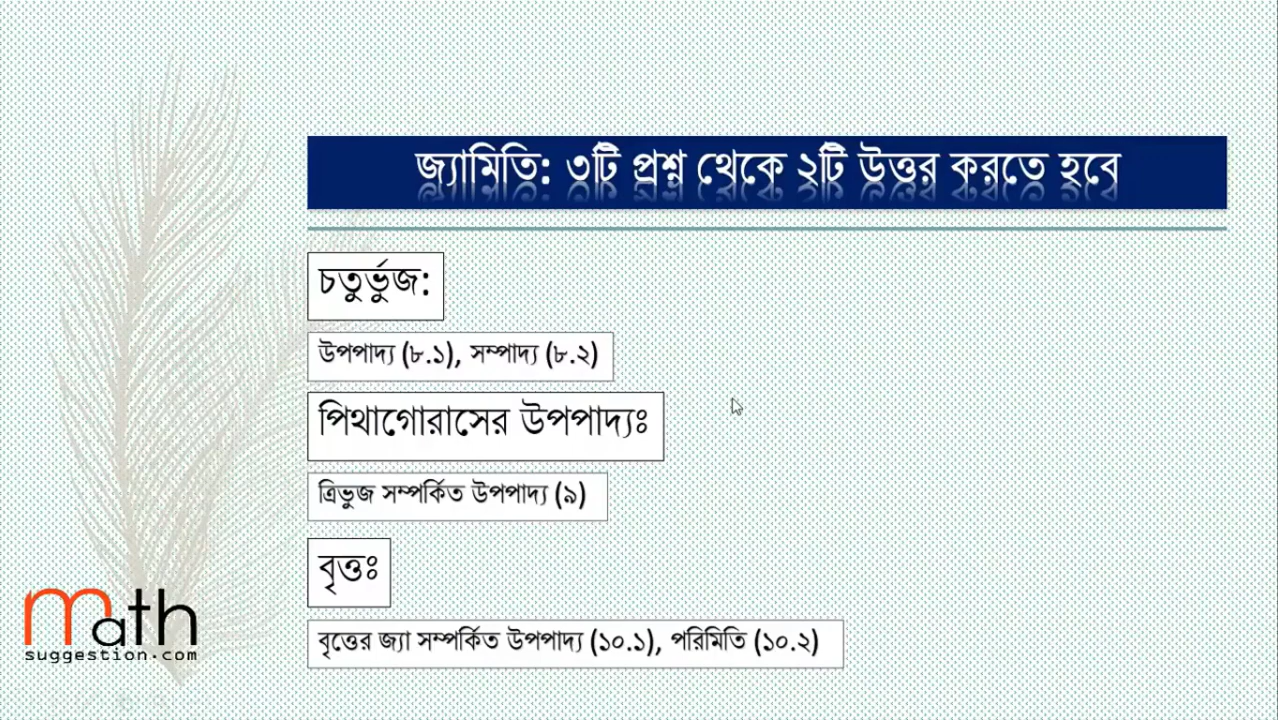 জ্যামিতি: ৩টি প্রশ্ন থেকে ২টি উত্তর করতে হবে
চতুর্ভুজ:
উপপাদ্য (৮.১), সম্পাদ্য (৮.২)
পিথাগোরাসের উপপাদ্যঃ
ত্রিভুজ সম্পর্কিত উপপাদ্য (৯)
বৃত্তঃ
বৃত্তের জ্যা সম্পর্কিত উপপাদ্য (১০.১), পরিমিতি (১০.২)
math
suggestion.com